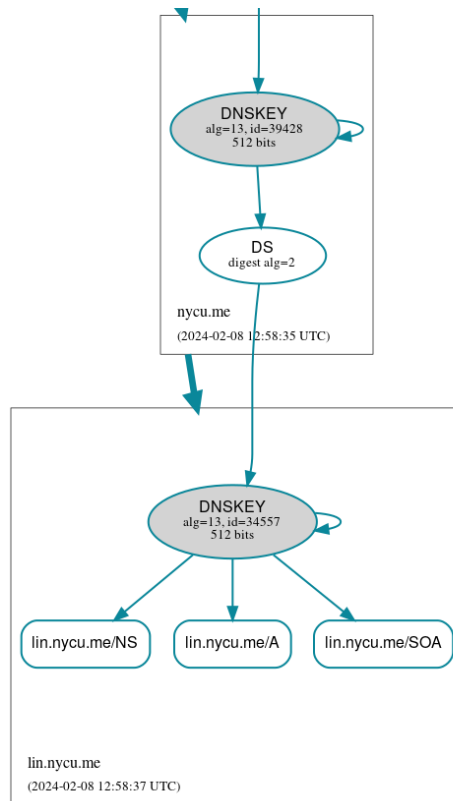 DNSKEY
alg=13, id=39428
512 bits
DS
digest alg=2
nycu.me
(2024-02-08 12:58:35 UTC)
DNSKEY
alg=13, id=34557
512 bits
lin.nycu.me/NS
lin.nycu.me/A
lin.nycu.me/SOA
lin.nycu.me
(2024-02-08 12:58:37 UTC)